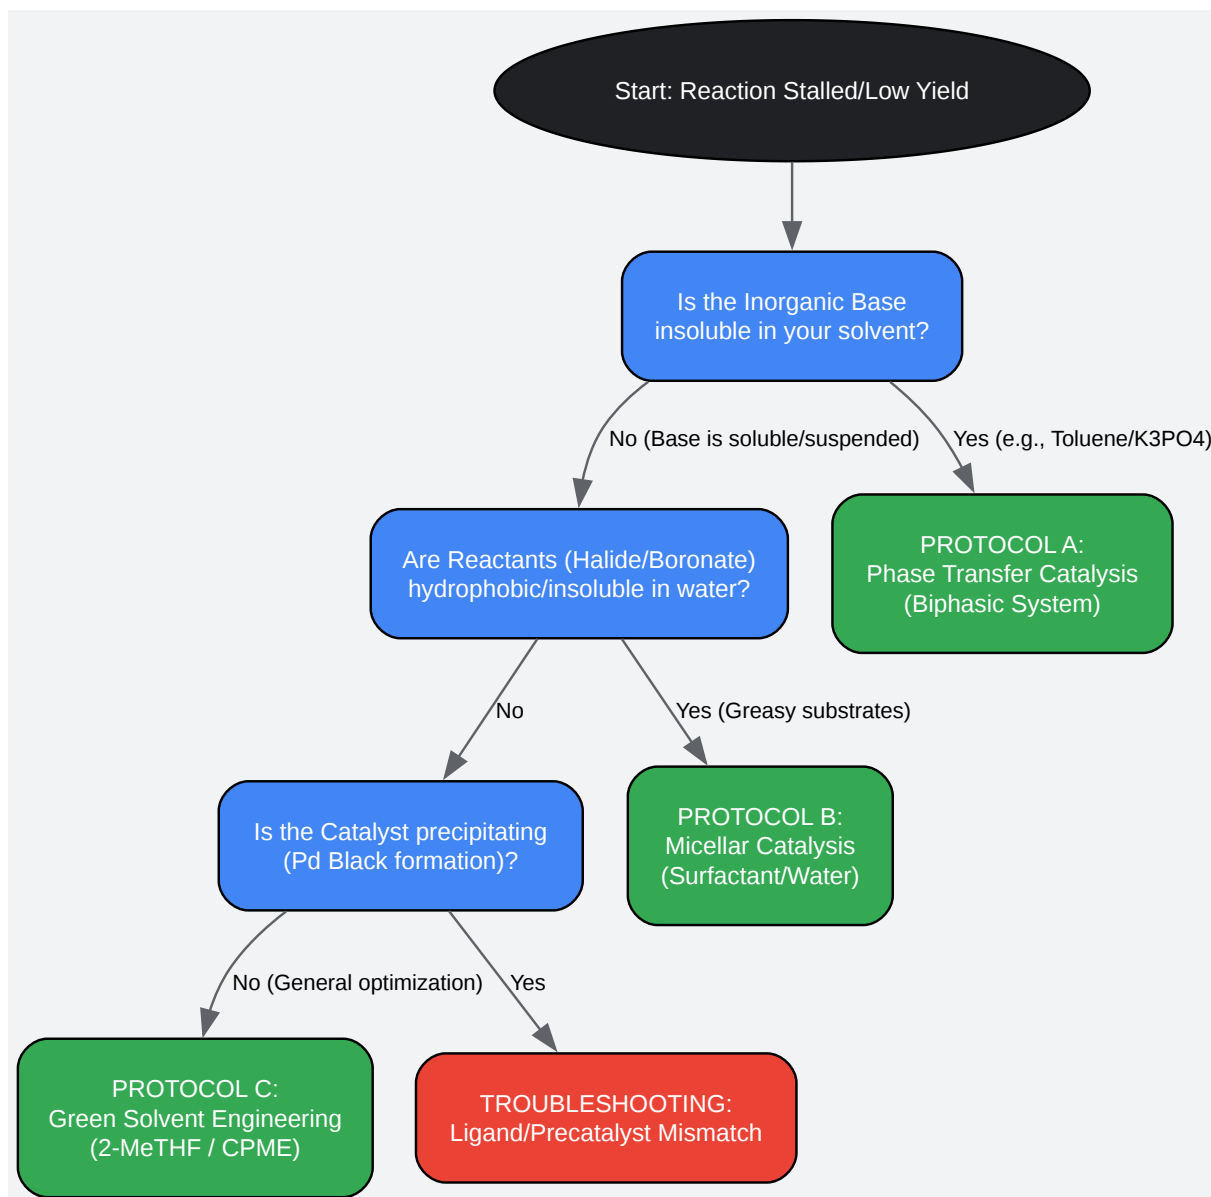 Start: Reaction Stalled/Low Yield
Is the Inorganic Base
insoluble in your solvent?
No (Base is soluble/suspended)
Yes (e.g., Toluene/K3PO4)
Are Reactants (Halide/Boronate)
hydrophobic/insoluble in water?
PROTOCOL A:
Phase Transfer Catalysis
(Biphasic System)
No
Yes (Greasy substrates)
Is the Catalyst precipitating
(Pd Black formation)?
PROTOCOL B:
Micellar Catalysis
(Surfactant/Water)
No (General optimization)
Yes
PROTOCOL C:
Green Solvent Engineering
(2-MeTHF / CPME)
TROUBLESHOOTING:
Ligand/Precatalyst Mismatch